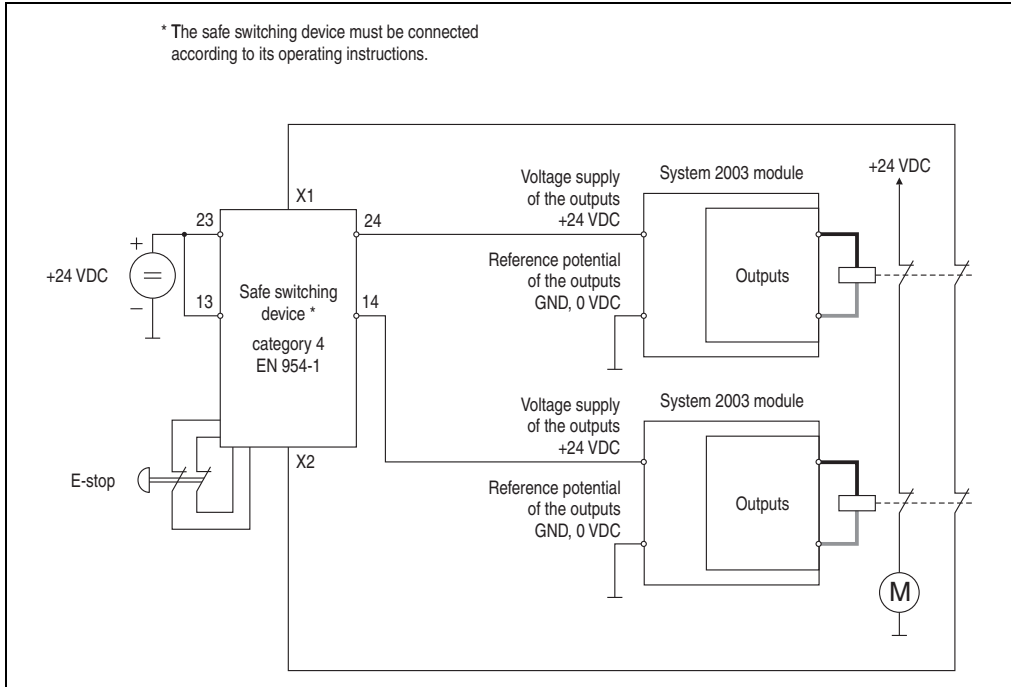 * The safe switching device must be connected
according to its operating instructions.
X1
23
24
+
+24 VDC
−
13
14
Safe switching
device *
category 4
EN 954-1
X2
E-stop
Voltage supply
of the outputs
+24 VDC
Reference potential
of the outputs
GND, 0 VDC
System 2003 module
Outputs
+24 VDC
Voltage supply
of the outputs
+24 VDC
Reference potential
of the outputs
GND, 0 VDC
System 2003 module
Outputs
M